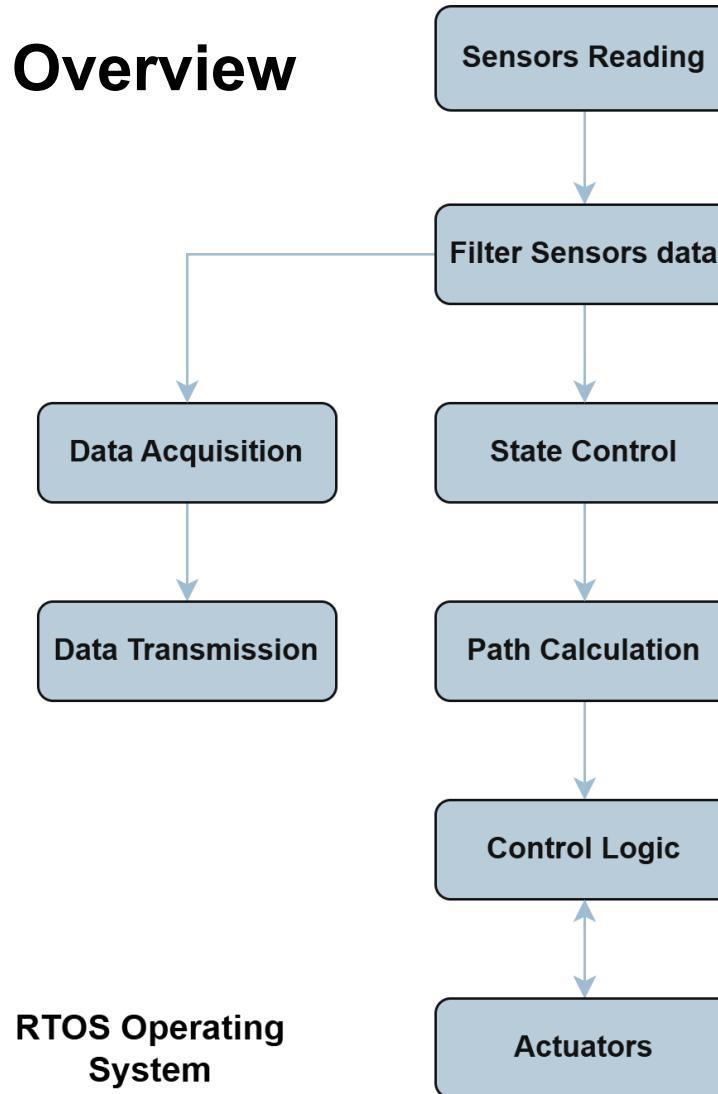 Overview
Sensors Reading
Filter Sensors data
Data Acquisition
State Control
Data Transmission
Path Calculation
Control Logic
RTOS Operating
System
Actuators